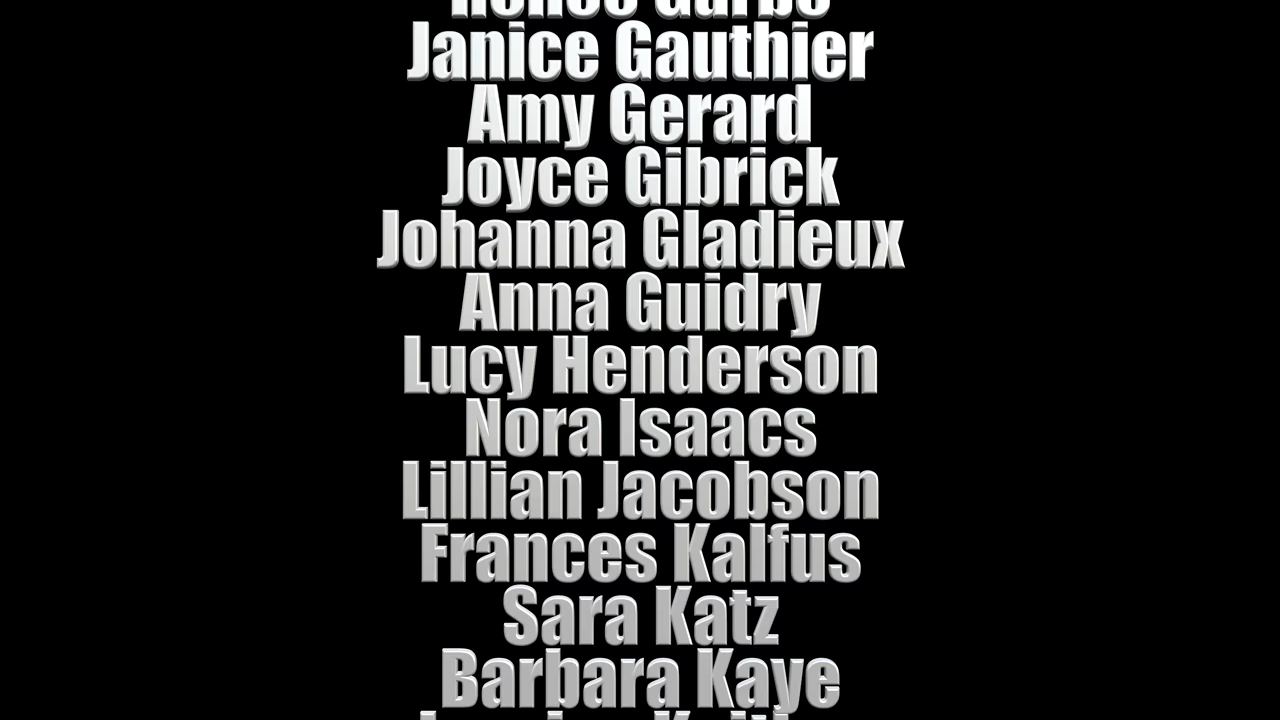 Janice Gauthier
Amy Gerard
Joyce Gibrick
Johanna Gladieux
Anna Guidry
Lucy Henderson
Nora Isaacs
Lillian Jacobson
Frances Kalfus
Sara Katz
Barbara Kaye